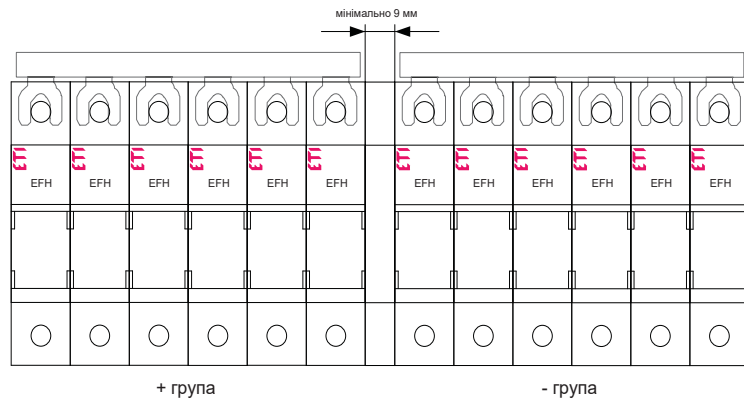 мінімально 9 мм
ETI ETI ETI ETI ETI ETI ETI ETI ETI ETI ETI ETI
EFH EFH EFH EFH EFH EFH EFH EFH EFH EFH EFH EFH
+ група - група